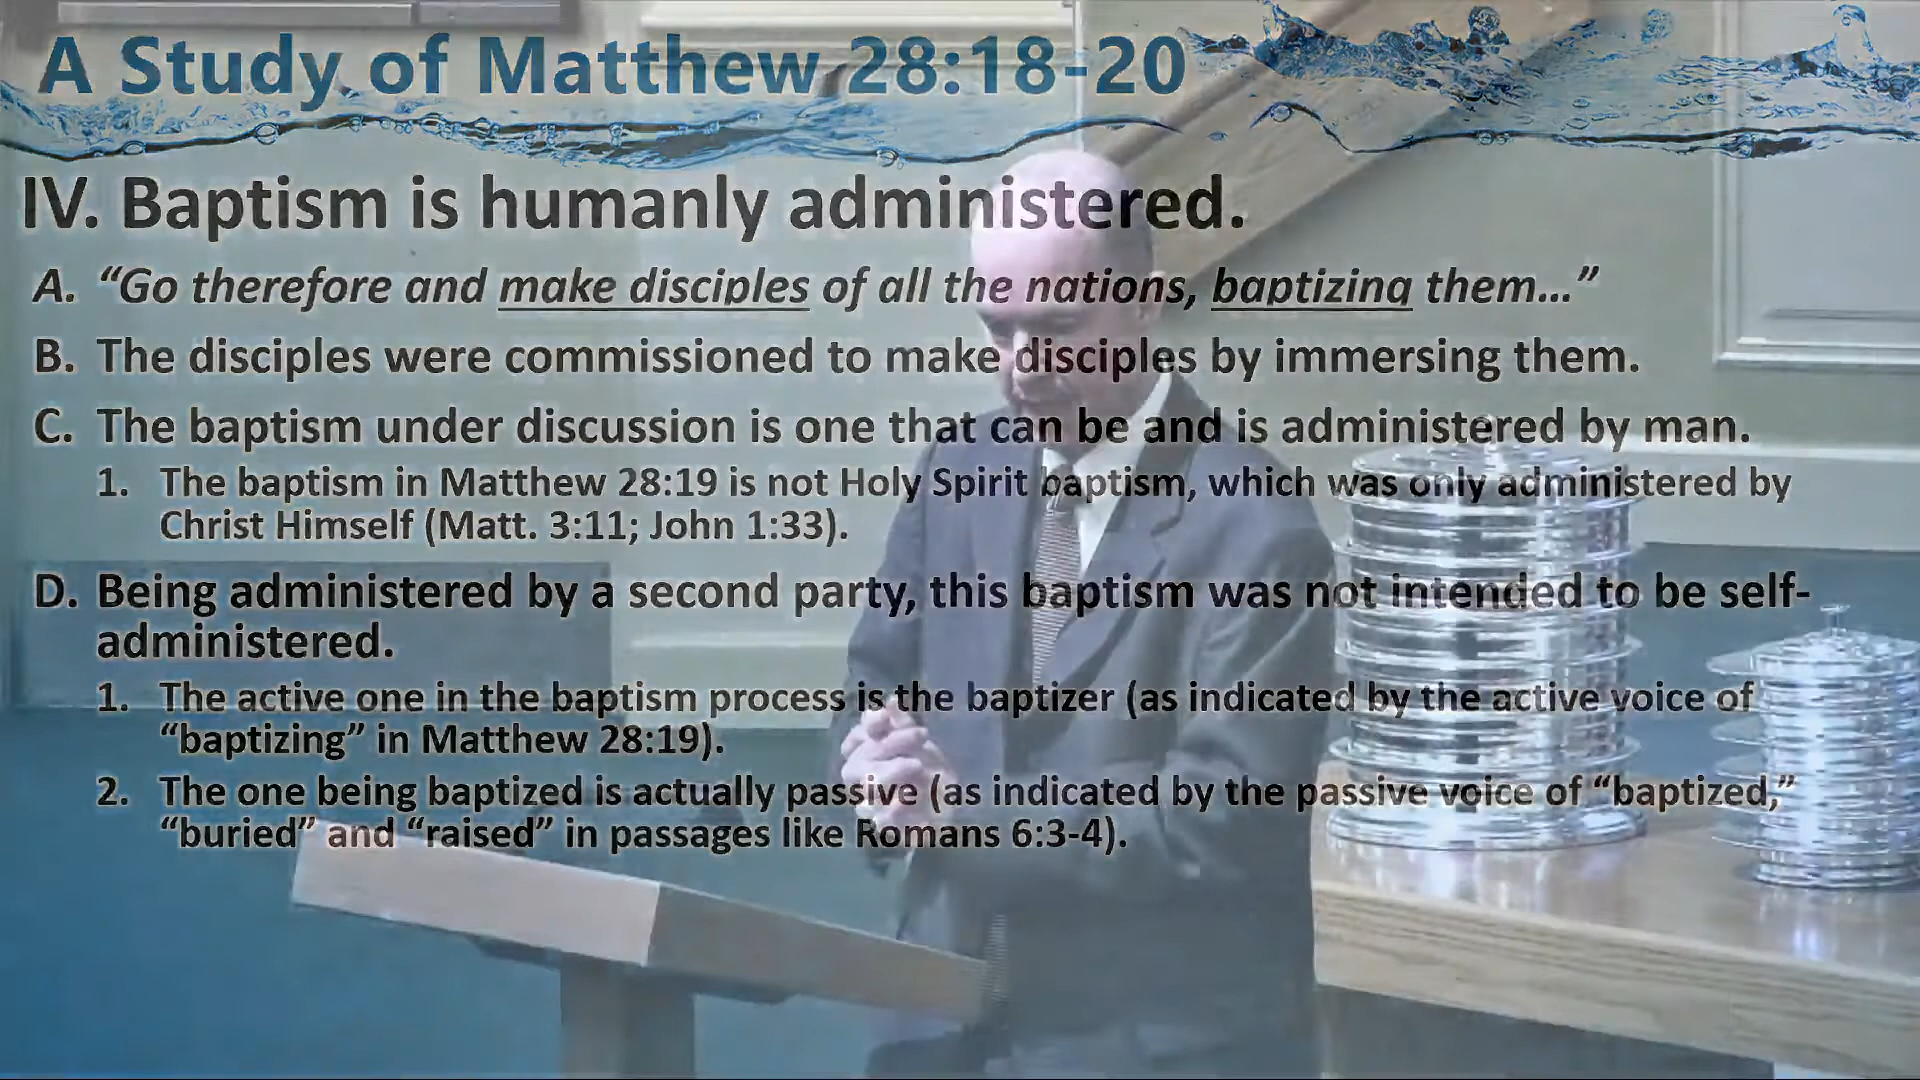 A Study of Matthew 28:18-20
IV. Baptism is humanly administered.
A. “Go therefore and make disciples of all the nations, baptizing them…”
B. The disciples were commissioned to make disciples by immersing them.
C. The baptism under discussion is one that can be and is administered by man.
1. The baptism in Matthew 28:19 is not Holy Spirit baptism, which was only administered by
Christ Himself (Matt. 3:11; John 1:33).
D. Being administered by a second party, this baptism was not intended to be self-
administered.
1. The active one in the baptism process is the baptizer (as indicated by the active voice of
“baptizing” in Matthew 28:19).
2. The one being baptized is actually passive (as indicated by the passive voice of “baptized,”
“buried” and “raised” in passages like Romans 6:3-4).